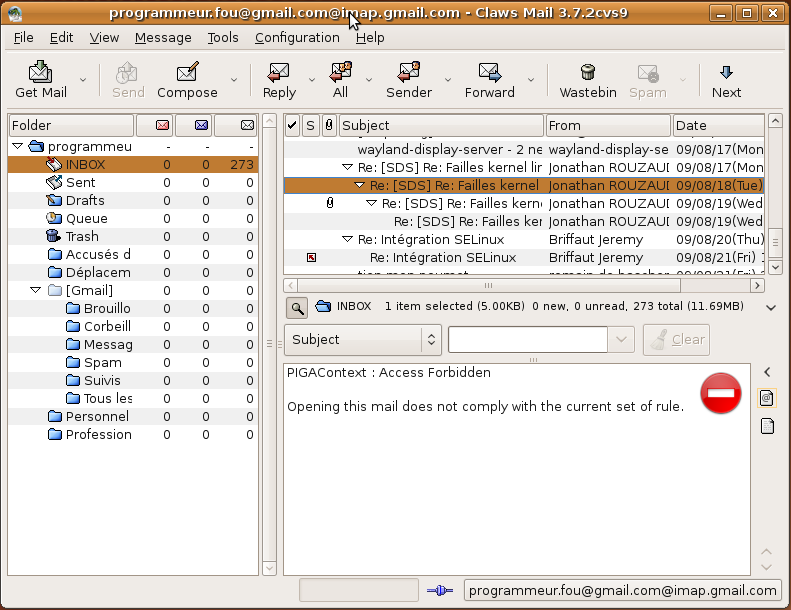 programmeur.fou@gmail.com@imap.gmail.com - Claws Mail 3.7.2cvs9
File Edit View Message Tools Configuration Help
Get Mail Send Compose Reply All Sender Forward Wastebin Spam Next
Folder
programmeu - - -
INBOX 0 0 273
Sent 0 0 0
Drafts 0 0 0
Queue 0 0 0
Trash 0 0 0
Accusés d 0 0 0
Déplacem 0 0 0
[Gmail] - - -
Brouillo 0 0 0
Corbeill 0 0 0
Messag 0 0 0
Spam 0 0 0
Suivis 0 0 0
Tous les 0 0 0
Personnel 0 0 0
Profession 0 0 0
S Subject From Date
wayland-display-server - 2 ne wayland-display-se 09/08/17(Mon
Re: [SDS] Re: Failles kernel lin Jonathan ROUZAUD 09/08/17(Mon
Re: [SDS] Re: Failles kernel Jonathan ROUZAUD 09/08/18(Tue)
Re: [SDS] Re: Failles kern Jonathan ROUZAUD 09/08/19(Wed
Re: [SDS] Re: Failles ker Jonathan ROUZAUD 09/08/19(Wed
Re: Intégration SELinux Briffaut Jeremy 09/08/20(Thu)
Re: Intégration SELinux Briffaut Jeremy 09/08/21(Fri) 1
INBOX 1 item selected (5.00KB) 0 new, 0 unread, 273 total (11.69MB)
Subject Clear
PIGAContext : Access Forbidden
Opening this mail does not comply with the current set of rule.
programmeur.fou@gmail.com@imap.gmail.com